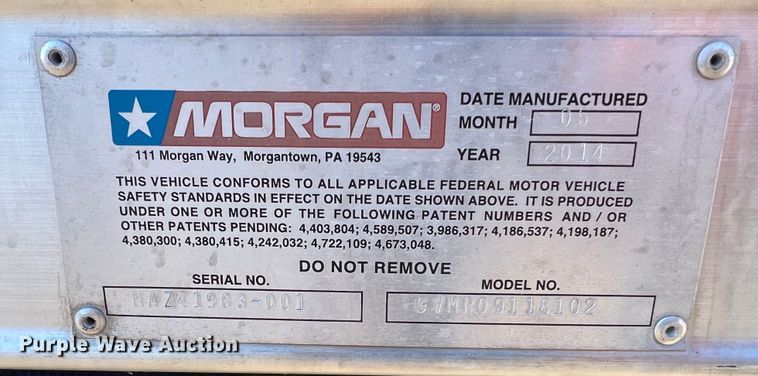 MORGAN®
111 Morgan Way, Morgantown, PA 19543
DATE MANUFACTURED
MONTH 05
YEAR 2014
THIS VEHICLE CONFORMS TO ALL APPLICABLE FEDERAL MOTOR VEHICLE
SAFETY STANDARDS IN EFFECT ON THE DATE SHOWN ABOVE. IT IS PRODUCED
UNDER ONE OR MORE OF THE FOLLOWING PATENT NUMBERS AND / OR
OTHER PATENTS PENDING: 4,403,804; 4,589,507; 3,986,317; 4,186,537; 4,198,187;
4,380,300; 4,380,415; 4,242,032; 4,722,109; 4,673,048.
DO NOT REMOVE
SERIAL NO. MODEL NO.
GVMR09118102
Purple Wave Auction